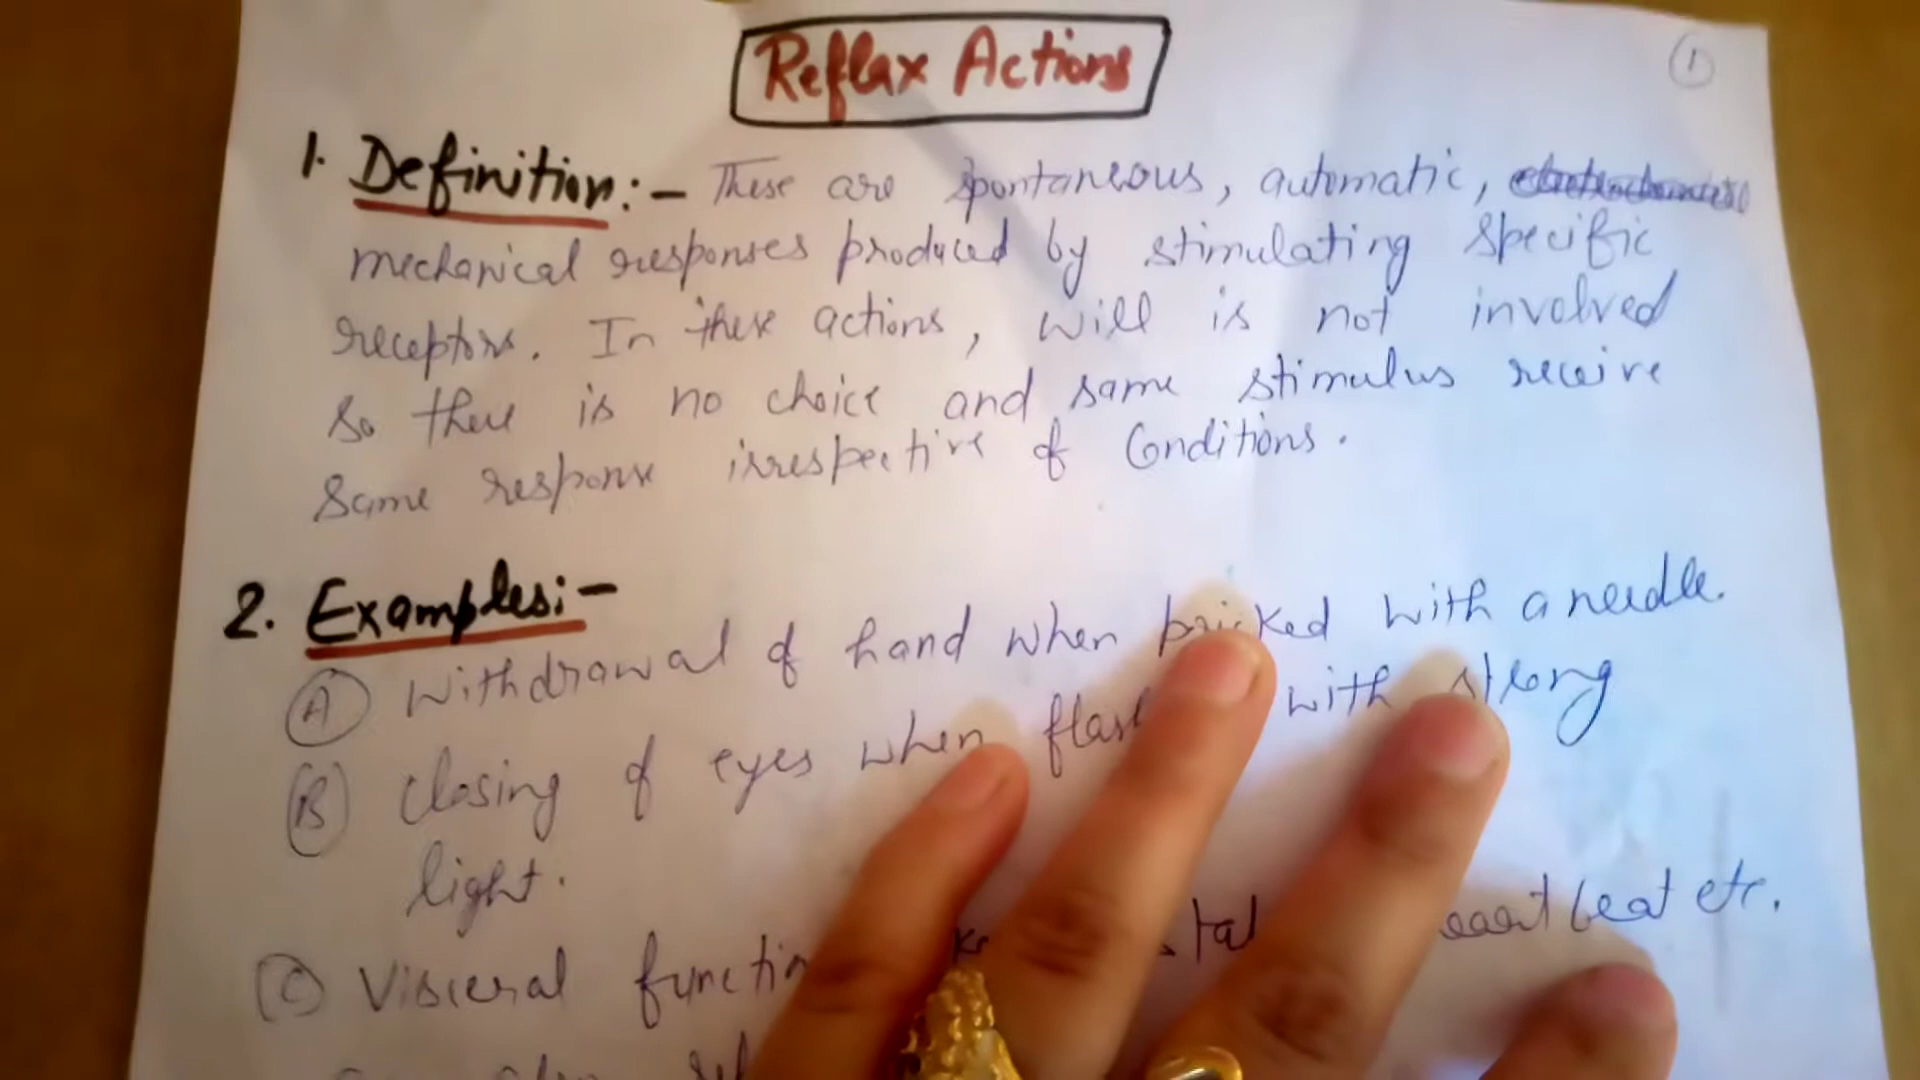 Reflax Actions
1
1. Definition:- These are spontaneous, automatic,
mechanical responses produced by stimulating specific
receptors. In these actions, will is not involved
So there is no choice and same stimulus receive
Same response irrespective of Conditions.
2. Examples:-
(A) Withdrawal of hand when pricked with a needle.
(B) Closing of eyes when with strong
light.
(C) Visceral beat etc.